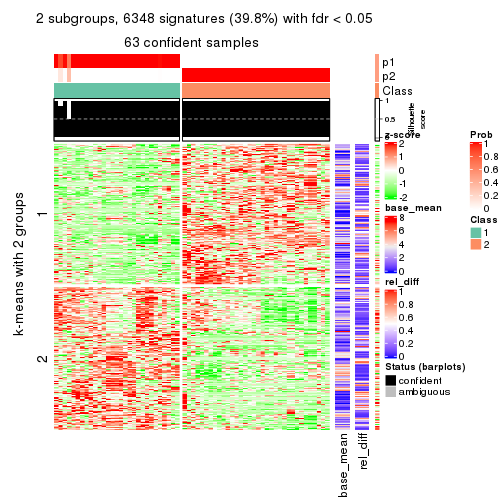 2 subgroups, 6348 signatures (39.8%) with fdr < 0.05
63 confident samples
p1
p2
Class
1
0.5
0
Silhouette
score
k-means with 2 groups
1
2
base_mean
rel_diff
z-score
2
1
0
-1
-2
base_mean
8
6
4
2
0
rel_diff
1
0.8
0.6
0.4
0.2
0
Status (barplots)
confident
ambiguous
Prob
1
0.8
0.6
0.4
0.2
0
Class
1
2